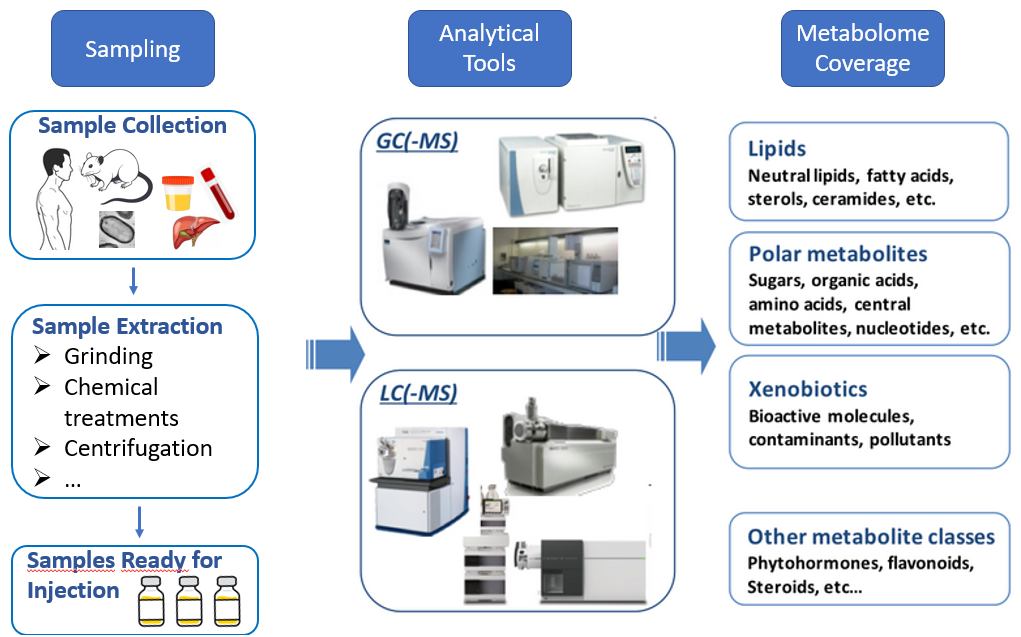 Sampling
Analytical
Tools
Metabolome
Coverage
Sample Collection
Sample Extraction
➢ Grinding
➢ Chemical
treatments
➢ Centrifugation
➢ ...
Samples Ready for
Injection
GC(-MS)
LC(-MS)
Lipids
Neutral lipids, fatty acids,
sterols, ceramides, etc.
Polar metabolites
Sugars, organic acids,
amino acids, central
metabolites, nucleotides, etc.
Xenobiotics
Bioactive molecules,
contaminants, pollutants
Other metabolite classes
Phytohormones, flavonoids,
Steroids, etc...